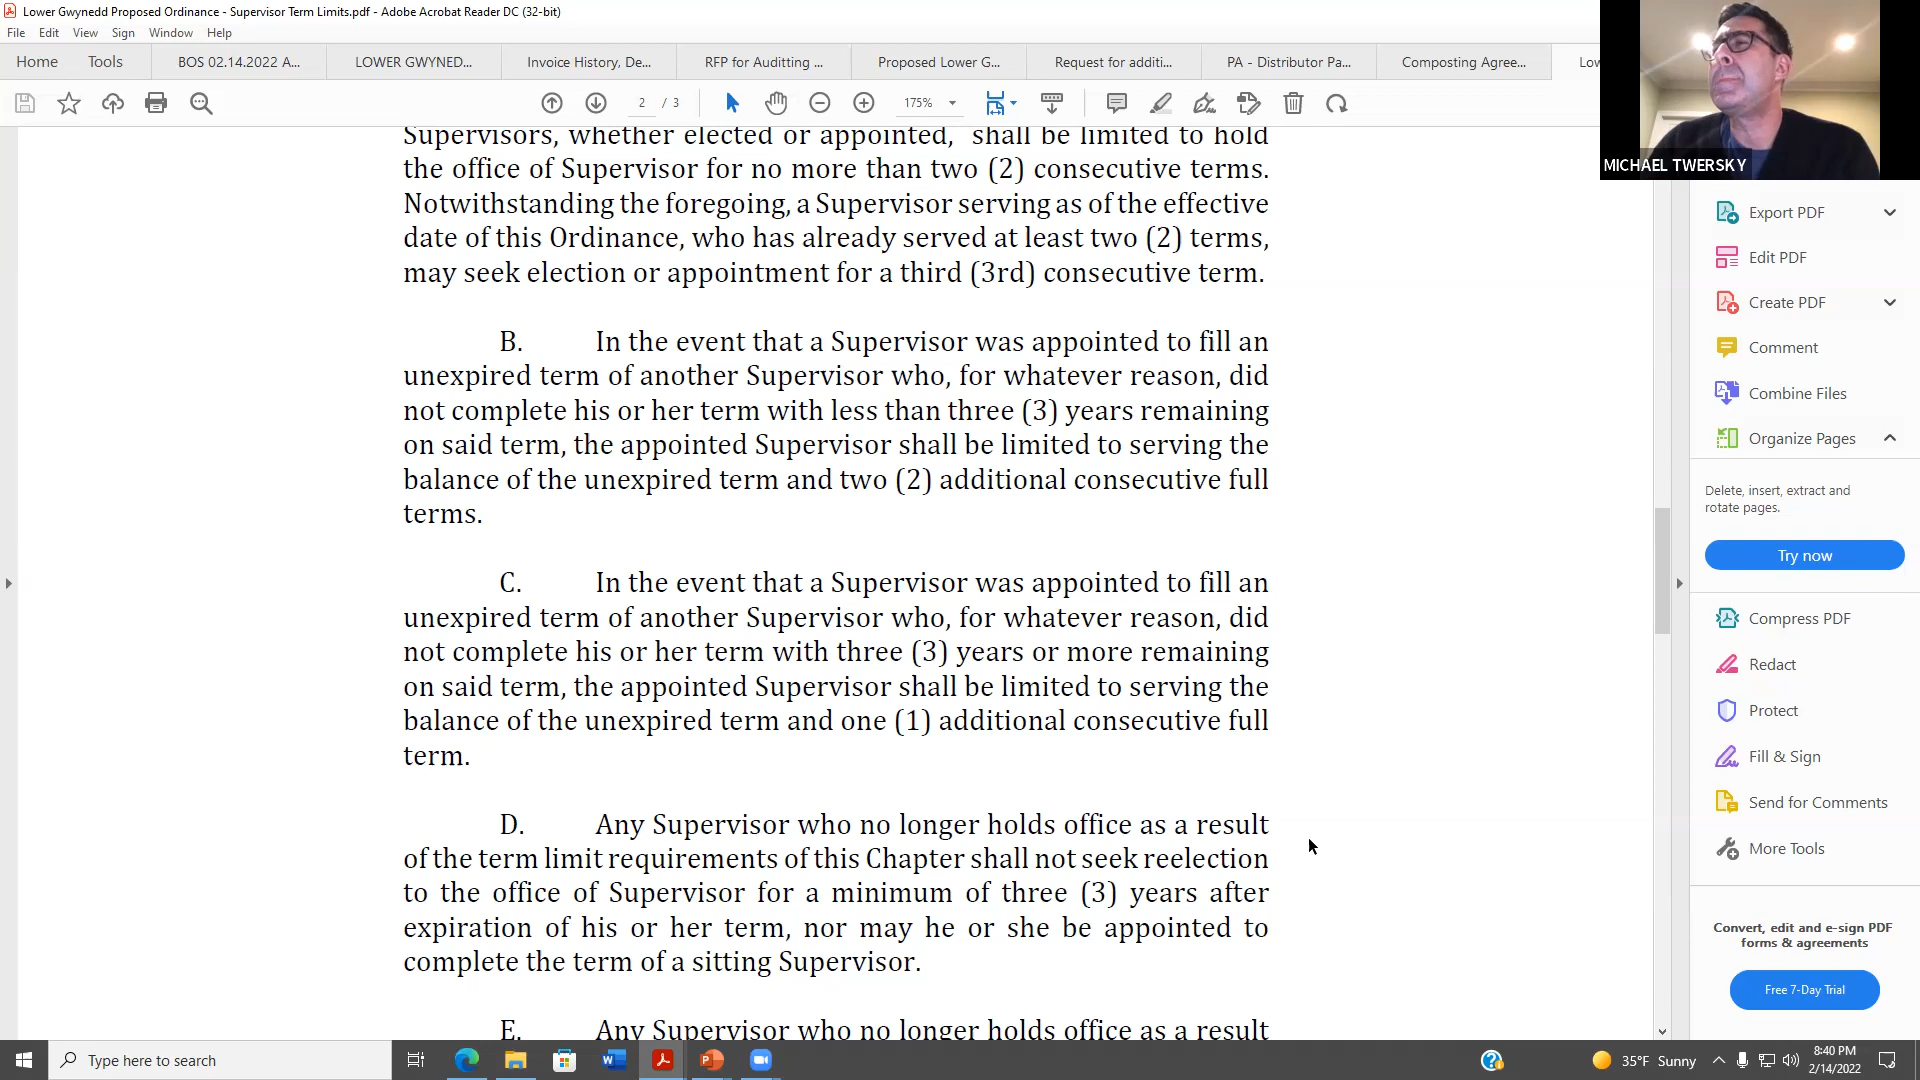 Lower Gwynedd Proposed Ordinance - Supervisor Term Limits.pdf - Adobe Acrobat Reader DC (32-bit)
File Edit View Sign Window Help
Home Tools BOS 02.14.2022 A... LOWER GWYNED... Invoice History, De... RFP for Auditting ... Proposed Lower G... Request for additi... PA - Distributor Pa... Composting Agree...
2 / 3 175%
MICHAEL TWERSKY
Supervisors, whether elected or appointed, shall be limited to hold
the office of Supervisor for no more than two (2) consecutive terms.
Notwithstanding the foregoing, a Supervisor serving as of the effective
date of this Ordinance, who has already served at least two (2) terms,
may seek election or appointment for a third (3rd) consecutive term.
B. In the event that a Supervisor was appointed to fill an
unexpired term of another Supervisor who, for whatever reason, did
not complete his or her term with less than three (3) years remaining
on said term, the appointed Supervisor shall be limited to serving the
balance of the unexpired term and two (2) additional consecutive full
terms.
C. In the event that a Supervisor was appointed to fill an
unexpired term of another Supervisor who, for whatever reason, did
not complete his or her term with three (3) years or more remaining
on said term, the appointed Supervisor shall be limited to serving the
balance of the unexpired term and one (1) additional consecutive full
term.
D. Any Supervisor who no longer holds office as a result
of the term limit requirements of this Chapter shall not seek reelection
to the office of Supervisor for a minimum of three (3) years after
expiration of his or her term, nor may he or she be appointed to
complete the term of a sitting Supervisor.
E. Any Supervisor who no longer holds office as a result
Export PDF
Edit PDF
Create PDF
Comment
Combine Files
Organize Pages
Delete, insert, extract and
rotate pages.
Try now
Compress PDF
Redact
Protect
Fill & Sign
Send for Comments
More Tools
Convert, edit and e-sign PDF
forms & agreements
Free 7-Day Trial
Type here to search
35°F Sunny
8:40 PM
2/14/2022